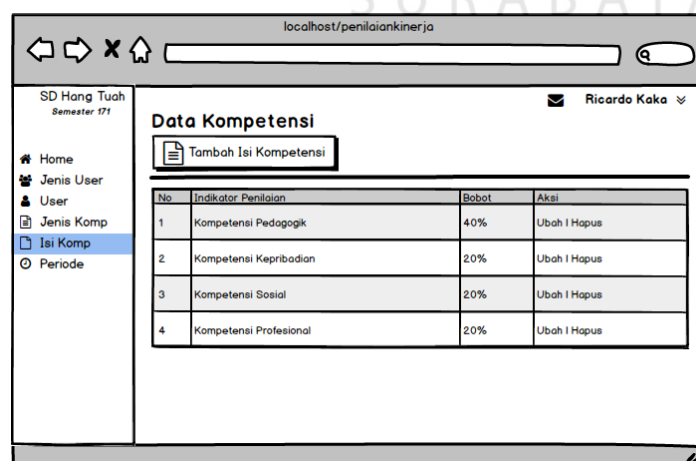 SURABAYA
localhost/penilaiankinerja
SD Hang Tuah
Semester 171
Ricardo Kaka
Data Kompetensi
Tambah Isi Kompetensi
Home
Jenis User
User
Jenis Komp
Isi Komp
Periode
No Indikator Penilaian Bobot Aksi
1 Kompetensi Pedagogik 40% Ubah | Hapus
2 Kompetensi Kepribadian 20% Ubah | Hapus
3 Kompetensi Sosial 20% Ubah | Hapus
4 Kompetensi Profesional 20% Ubah | Hapus